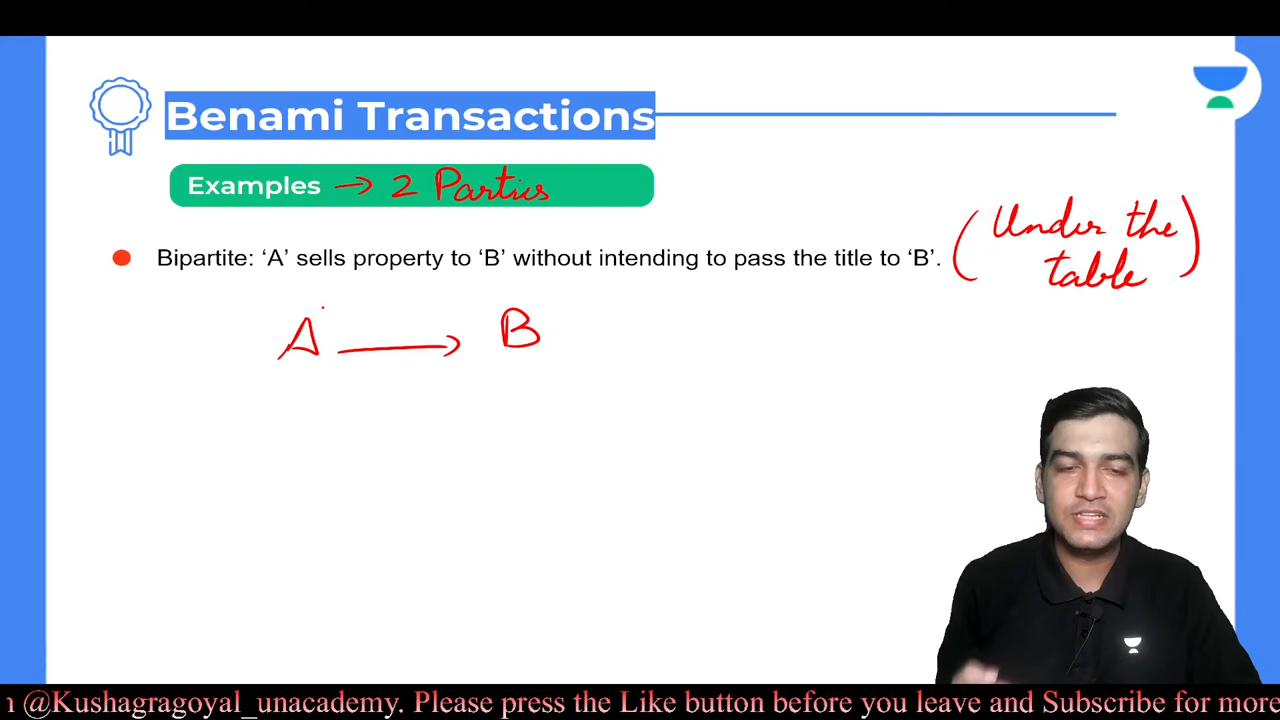 Benami Transactions
Examples → 2 Parties
Bipartite: ‘A’ sells property to ‘B’ without intending to pass the title to ‘B’.
(Under the table)
A → B
n @Kushagragoyal_unacademy. Please press the Like button before you leave and Subscribe for more